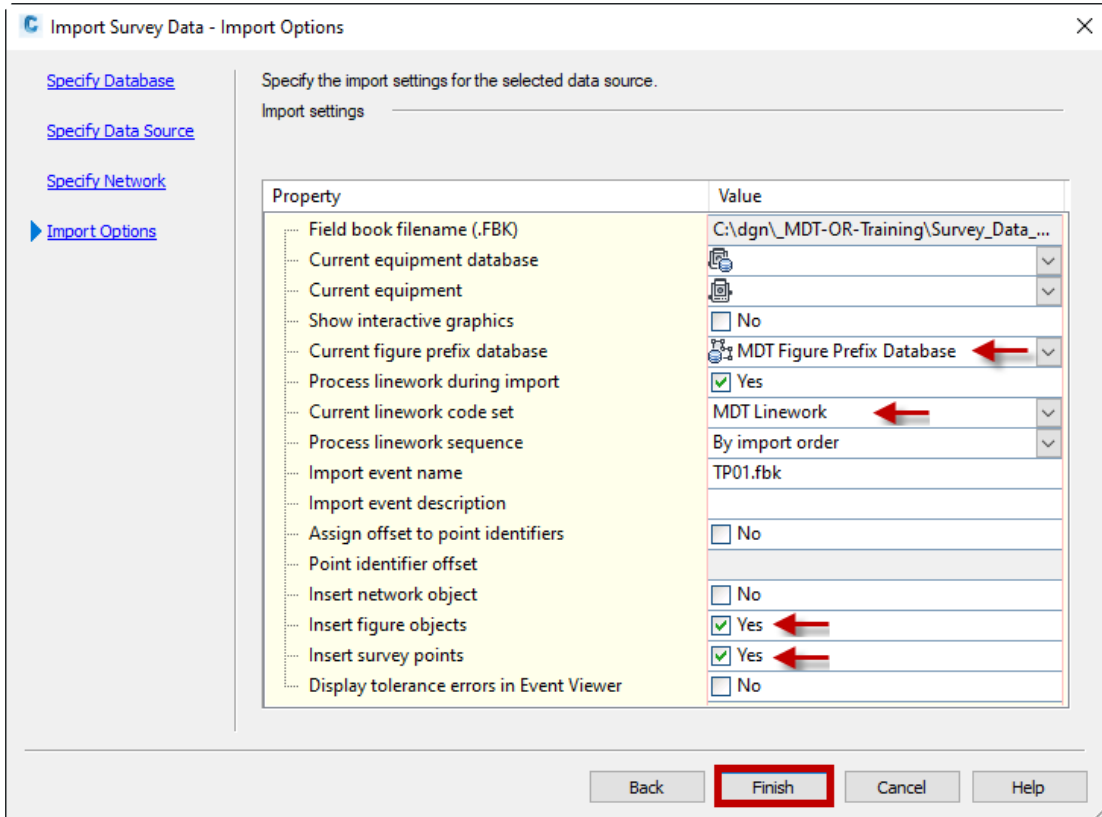 Import Survey Data - Import Options
Specify Database
Specify Data Source
Specify Network
Import Options
Specify the import settings for the selected data source.
Import settings
Property Value
Field book filename (.FBK) C:\dgn\_MDT-OR-Training\Survey_Data_...
Current equipment database
Current equipment
Show interactive graphics No
Current figure prefix database MDT Figure Prefix Database
Process linework during import Yes
Current linework code set MDT Linework
Process linework sequence By import order
Import event name TP01.fbk
Import event description
Assign offset to point identifiers No
Point identifier offset
Insert network object No
Insert figure objects Yes
Insert survey points Yes
Display tolerance errors in Event Viewer No
Back Finish Cancel Help